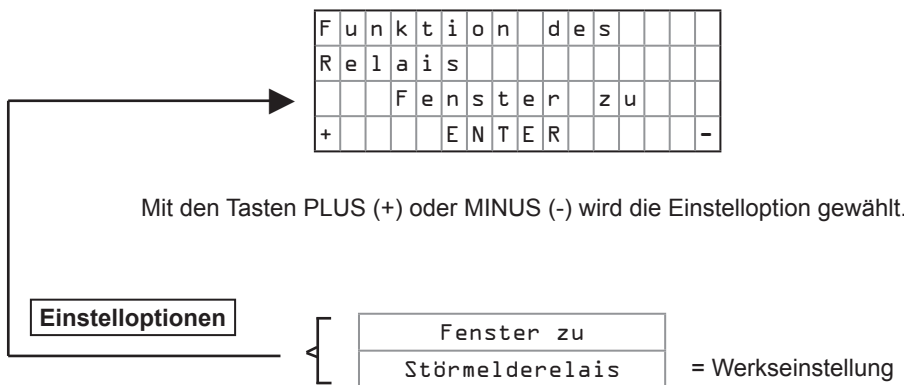 Funktion des
Relais
Fenster zu
+ ENTER -
Mit den Tasten PLUS (+) oder MINUS (-) wird die Einstelloption gewählt.
Einstelloptionen
Fenster zu
Störmelderelais = Werkseinstellung